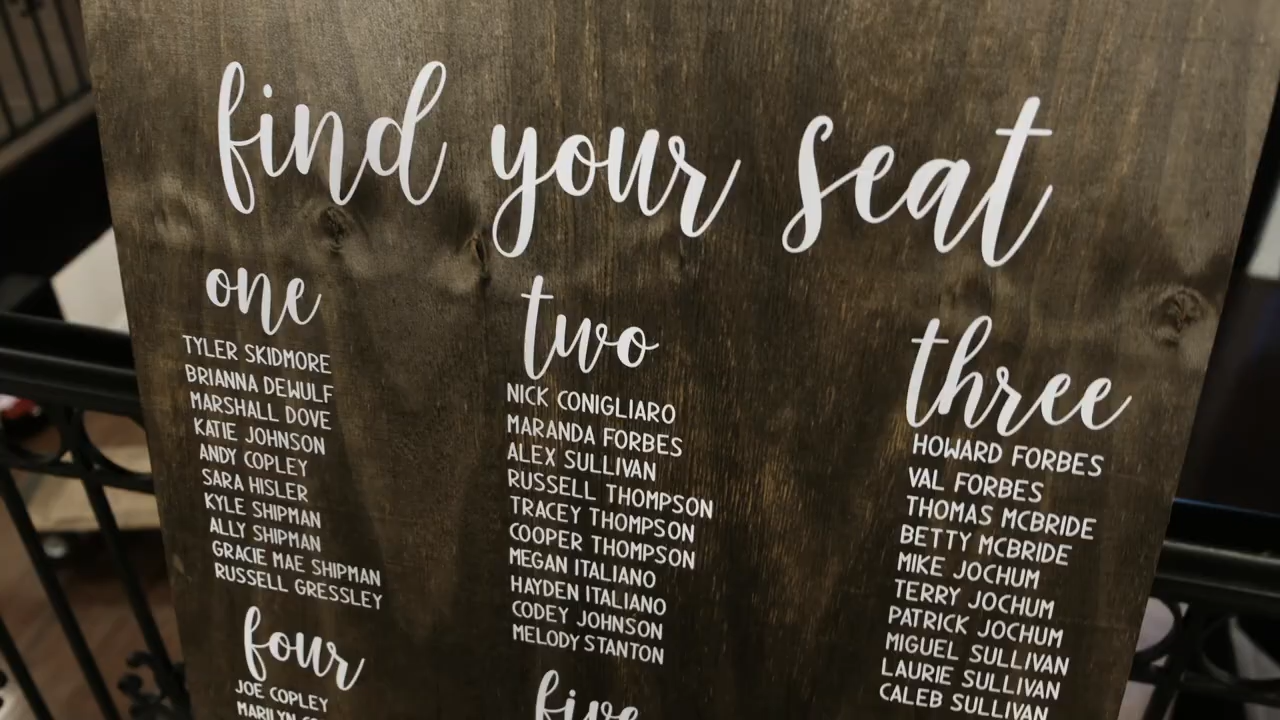 find your seat
one
TYLER SKIDMORE
BRIANNA DEWULF
MARSHALL DOVE
KATIE JOHNSON
ANDY COPLEY
SARA HISLER
KYLE SHIPMAN
ALLY SHIPMAN
GRACIE MAE SHIPMAN
RUSSELL GRESSLEY
two
NICK CONIGLIARO
MARANDA FORBES
ALEX SULLIVAN
RUSSELL THOMPSON
TRACEY THOMPSON
COOPER THOMPSON
MEGAN ITALIANO
HAYDEN ITALIANO
CODEY JOHNSON
MELODY STANTON
three
HOWARD FORBES
VAL FORBES
THOMAS MCBRIDE
BETTY MCBRIDE
MIKE JOCHUM
TERRY JOCHUM
PATRICK JOCHUM
MIGUEL SULLIVAN
LAURIE SULLIVAN
CALEB SULLIVAN
four
JOE COPLEY
MARILYN
five